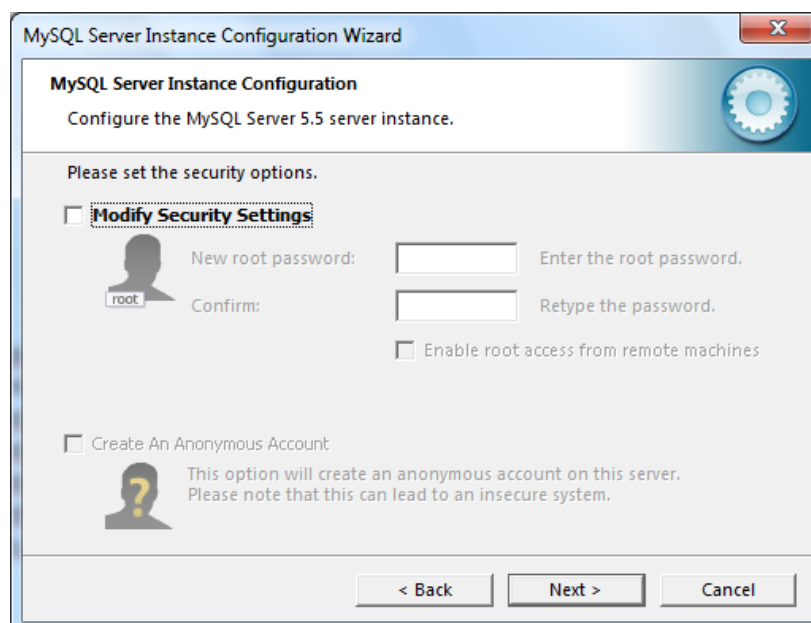 MySQL Server Instance Configuration Wizard
MySQL Server Instance Configuration
Configure the MySQL Server 5.5 server instance.
Please set the security options.
Modify Security Settings
New root password: Enter the root password.
root
Confirm: Retype the password.
Enable root access from remote machines
Create An Anonymous Account
This option will create an anonymous account on this server.
Please note that this can lead to an insecure system.
< Back Next > Cancel